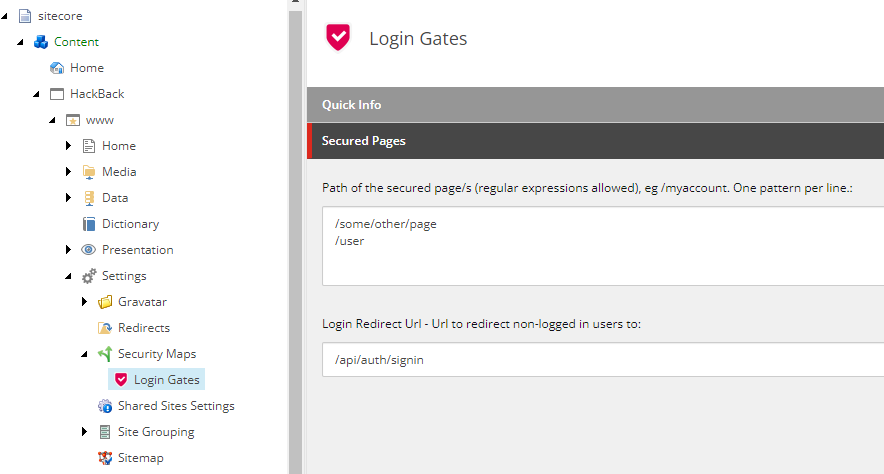 sitecore
Content
Home
HackBack
www
Home
Media
Data
Dictionary
Presentation
Settings
Gravatar
Redirects
Security Maps
Login Gates
Shared Sites Settings
Site Grouping
Sitemap
Login Gates
Quick Info
Secured Pages
Path of the secured page/s (regular expressions allowed), eg /myaccount. One pattern per line.:
/some/other/page
/user
Login Redirect Url - Url to redirect non-logged in users to:
/api/auth/signin